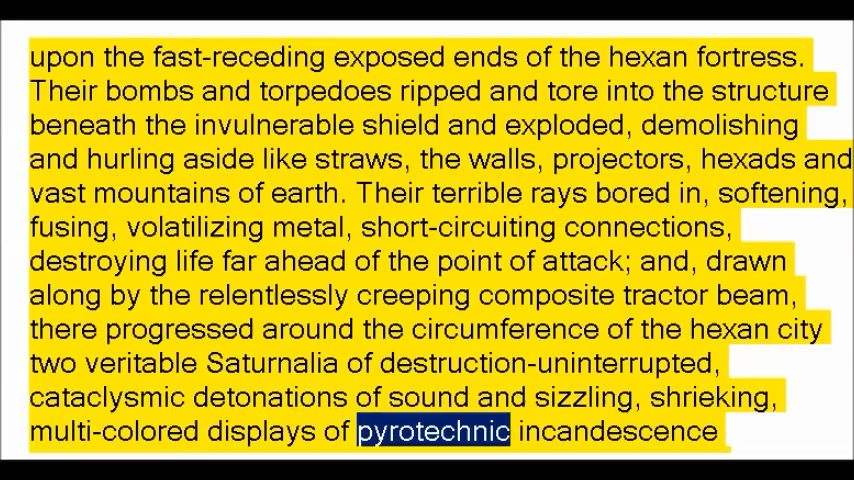 upon the fast-receding exposed ends of the hexan fortress.
Their bombs and torpedoes ripped and tore into the structure
beneath the invulnerable shield and exploded, demolishing
and hurling aside like straws, the walls, projectors, hexads and
vast mountains of earth. Their terrible rays bored in, softening,
fusing, volatilizing metal, short-circuiting connections,
destroying life far ahead of the point of attack; and, drawn
along by the relentlessly creeping composite tractor beam,
there progressed around the circumference of the hexan city
two veritable Saturnalia of destruction-uninterrupted,
cataclysmic detonations of sound and sizzling, shrieking,
multi-colored displays of pyrotechnic incandescence